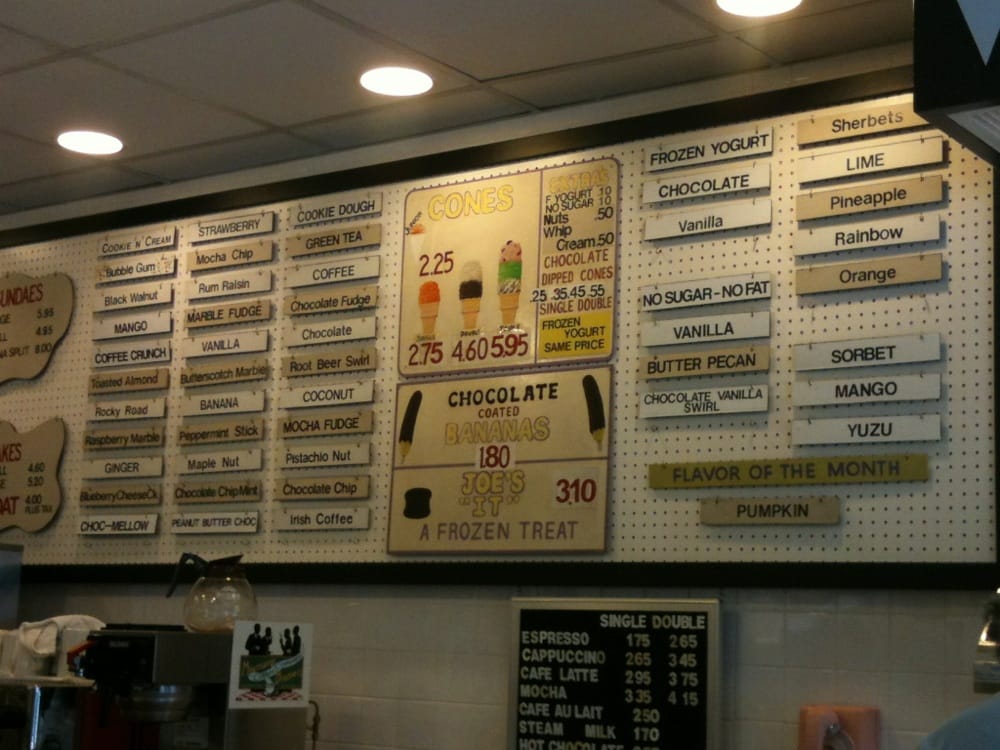 SUNDAES
5.95
4.95
SPLIT 8.00
4.60
5.20
4.00
PLUS TAX
COOKIE N' CREAM
Bubble Gum
Black Walnut
MANGO
COFFEE CRUNCH
Toasted Almond
Rocky Road
Raspberry Marble
GINGER
BlueberryCheeseCk
CHOC-MELLOW
STRAWBERRY
Mocha Chip
Rum Raisin
MARBLE FUDGE
VANILLA
Butterscotch Marble
BANANA
Peppermint Stick
Maple Nut
Chocolate Chip Mint
PEANUT BUTTER CHOC
COOKIE DOUGH
GREEN TEA
COFFEE
Chocolate Fudge
Chocolate
Root Beer Swirl
COCONUT
MOCHA FUDGE
Pistachio Nut
Chocolate Chip
Irish Coffee
CONES
2.25
2.75 4.60 5.95
EXTRAS
F. YOGURT 10
NO SUGAR 10
Nuts .50
Whip
Cream .50
CHOCOLATE
DIPPED CONES
.25 .35 .45 .55
SINGLE DOUBLE
FROZEN
YOGURT
SAME PRICE
CHOCOLATE
COATED
BANANAS
1.80
JOE'S
"IT"
3.10
A FROZEN TREAT
FROZEN YOGURT
CHOCOLATE
Vanilla
NO SUGAR-NO FAT
VANILLA
BUTTER PECAN
CHOCOLATE VANILLA
SWIRL
Sherbets
LIME
Pineapple
Rainbow
Orange
SORBET
MANGO
YUZU
FLAVOR OF THE MONTH
PUMPKIN
SINGLE DOUBLE
ESPRESSO 175 265
CAPPUCCINO 265 345
CAFE LATTE 295 375
MOCHA 335 415
CAFE AU LAIT 250
STEAM MILK 170
HOT CHOCOLATE